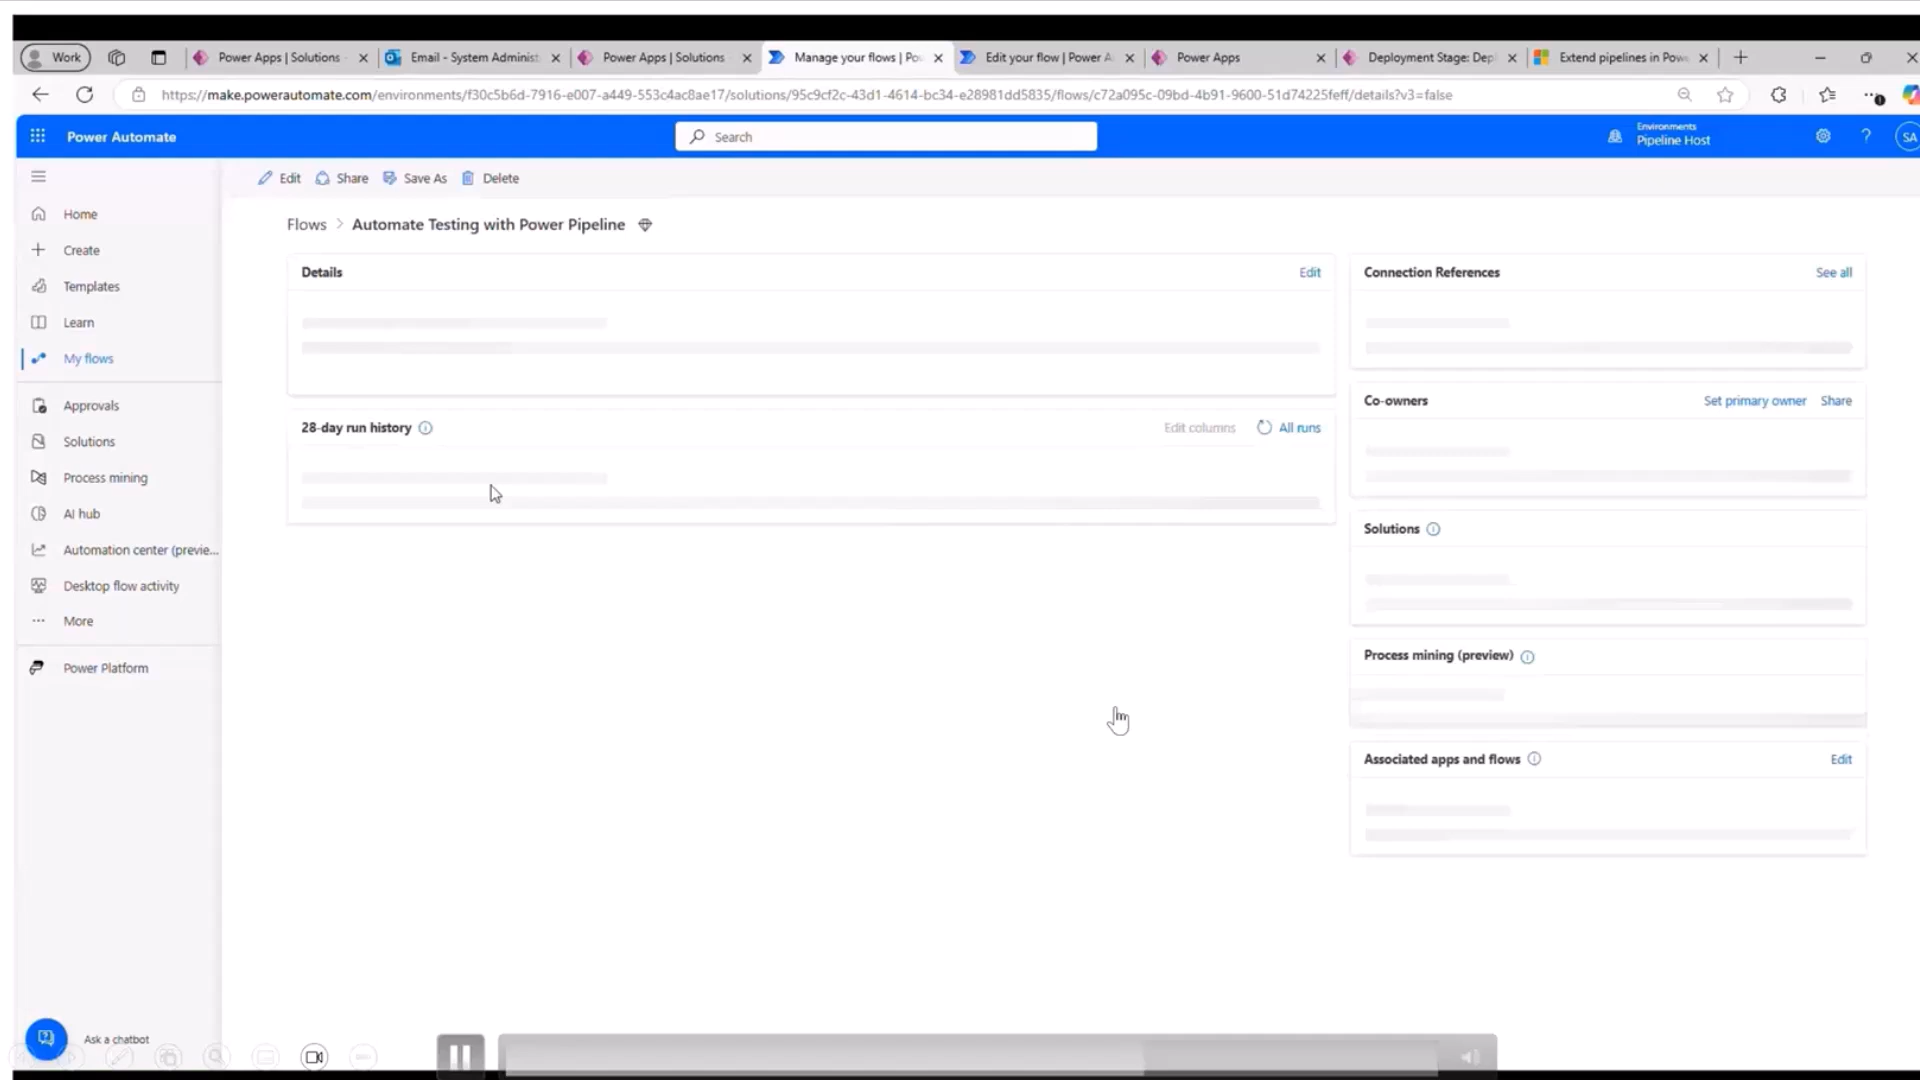 Work
Power Apps | Solutions
Email - System Administ
Power Apps | Solutions
Manage your flows | Po
Edit your flow | Power A
Power Apps
Deployment Stage: Depl
Extend pipelines in Powe
https://make.powerautomate.com/environments/f30c5b6d-7916-e007-a449-553c4ac8ae17/solutions/95c9cf2c-43d1-4614-bc34-e28981dd5835/flows/c72a095c-09bd-4b91-9600-51d74225feff/details?v3=false
Power Automate
Search
Environments
Pipeline Host
SA
Edit
Share
Save As
Delete
Home
Create
Templates
Learn
My flows
Approvals
Solutions
Process mining
AI hub
Automation center (previe...
Desktop flow activity
More
Power Platform
Ask a chatbot
Flows > Automate Testing with Power Pipeline
Details
Edit
28-day run history
Edit columns
All runs
Connection References
See all
Co-owners
Set primary owner
Share
Solutions
Process mining (preview)
Associated apps and flows
Edit